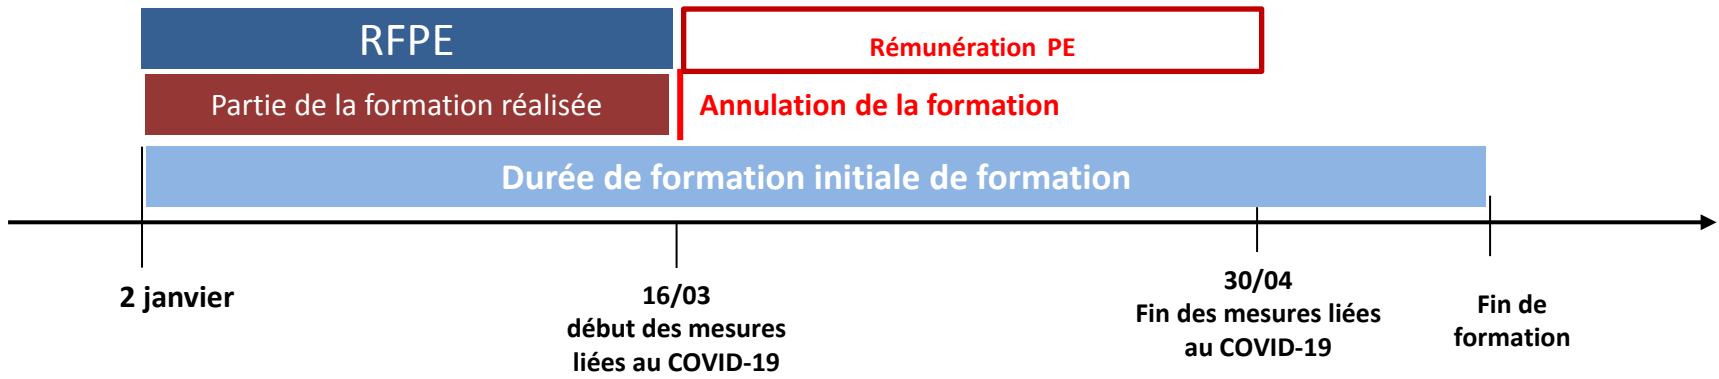 RFPE
Rémunération PE
Partie de la formation réalisée
Annulation de la formation
Durée de formation initiale de formation
2 janvier
16/03
début des mesures
liées au COVID-19
30/04
Fin des mesures liées
au COVID-19
Fin de
formation